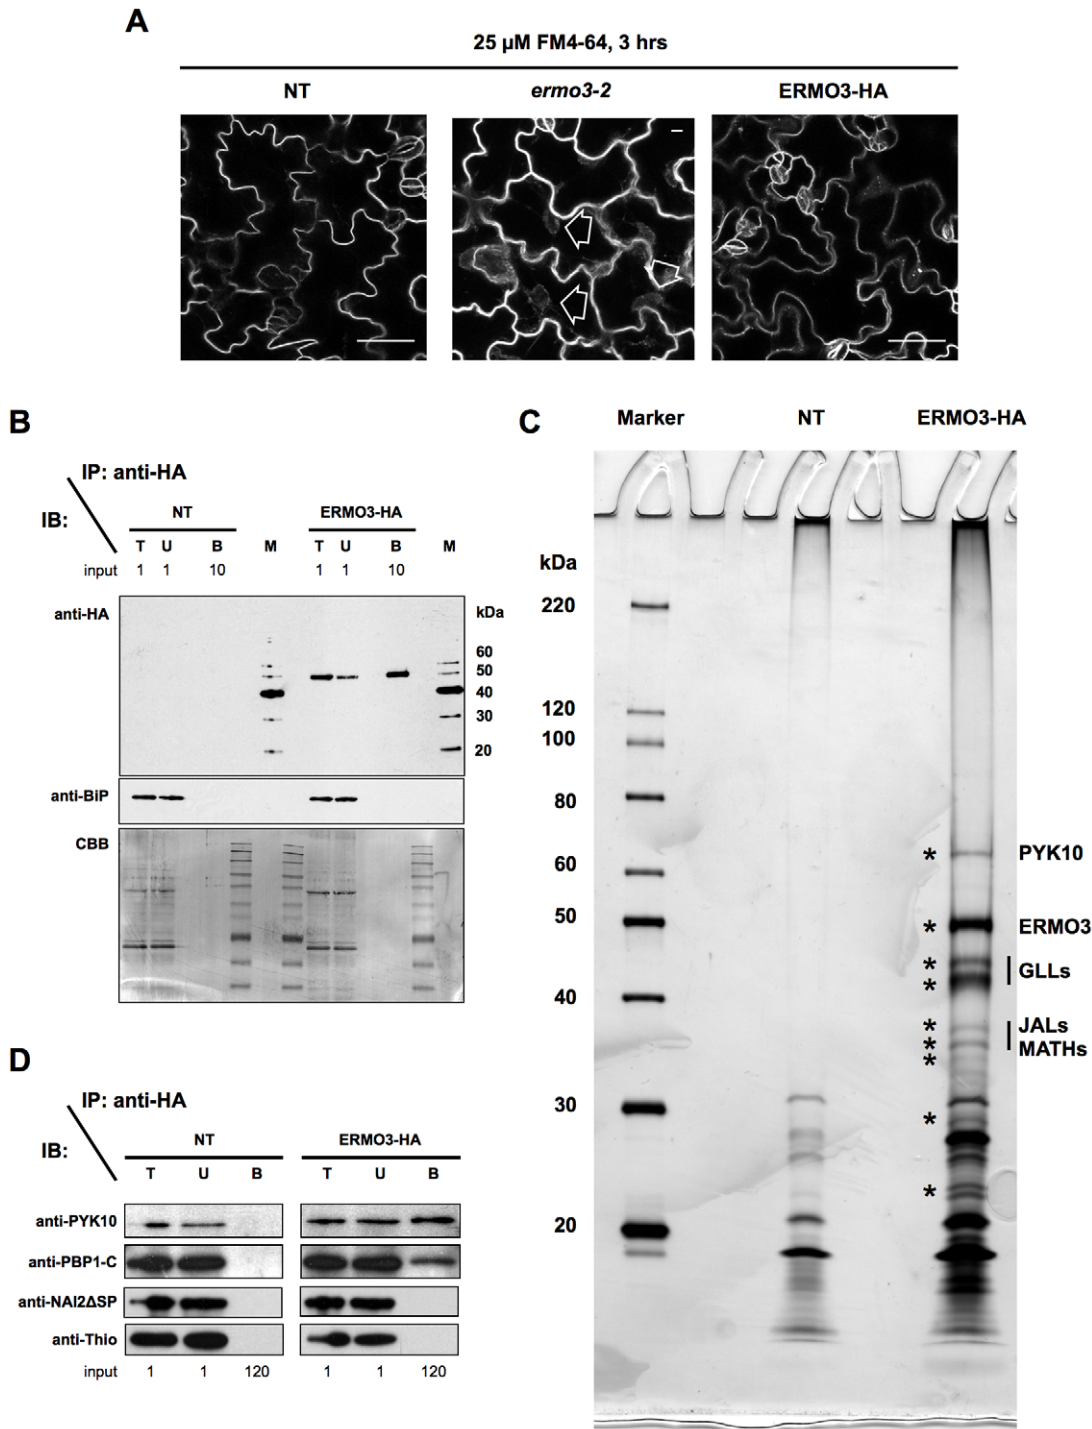 A
25 µM FM4-64, 3 hrs
NT
ermo3-2
ERMO3-HA
B
IP: anti-HA
IB:
NT
ERMO3-HA
T U B M T U B M
input 1 1 10 1 1 10
anti-HA
kDa
60
50
40
30
20
anti-BiP
CBB
C
Marker NT ERMO3-HA
kDa
220
120
100
80
60
50
40
30
20
* PYK10
* ERMO3
*
* GLLs
* JALs
* MATHs
*
*
*
D
IP: anti-HA
IB:
NT ERMO3-HA
T U B T U B
anti-PYK10
anti-PBP1-C
anti-NAI2ΔSP
anti-Thio
input 1 1 120 1 1 120